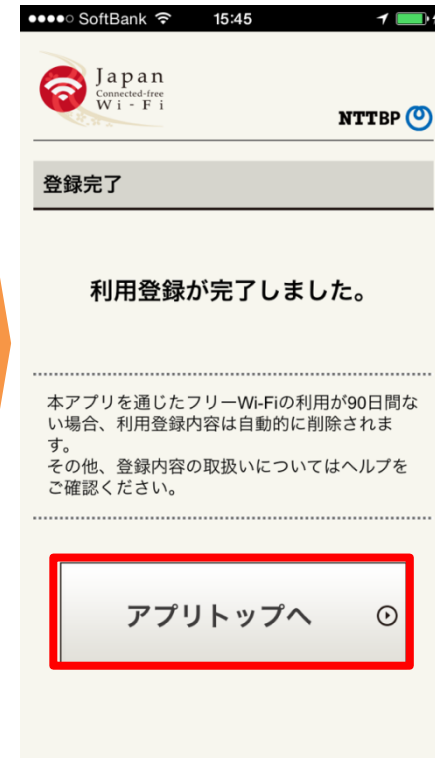 SoftBank 15:45
Japan
Connected-free
Wi-Fi
NTTBP
登録完了
利用登録が完了しました。
本アプリを通じたフリーWi-Fiの利用が90日間な
い場合、利用登録内容は自動的に削除されま
す。
その他、登録内容の取扱いについてはヘルプを
ご確認ください。
アプリトップへ